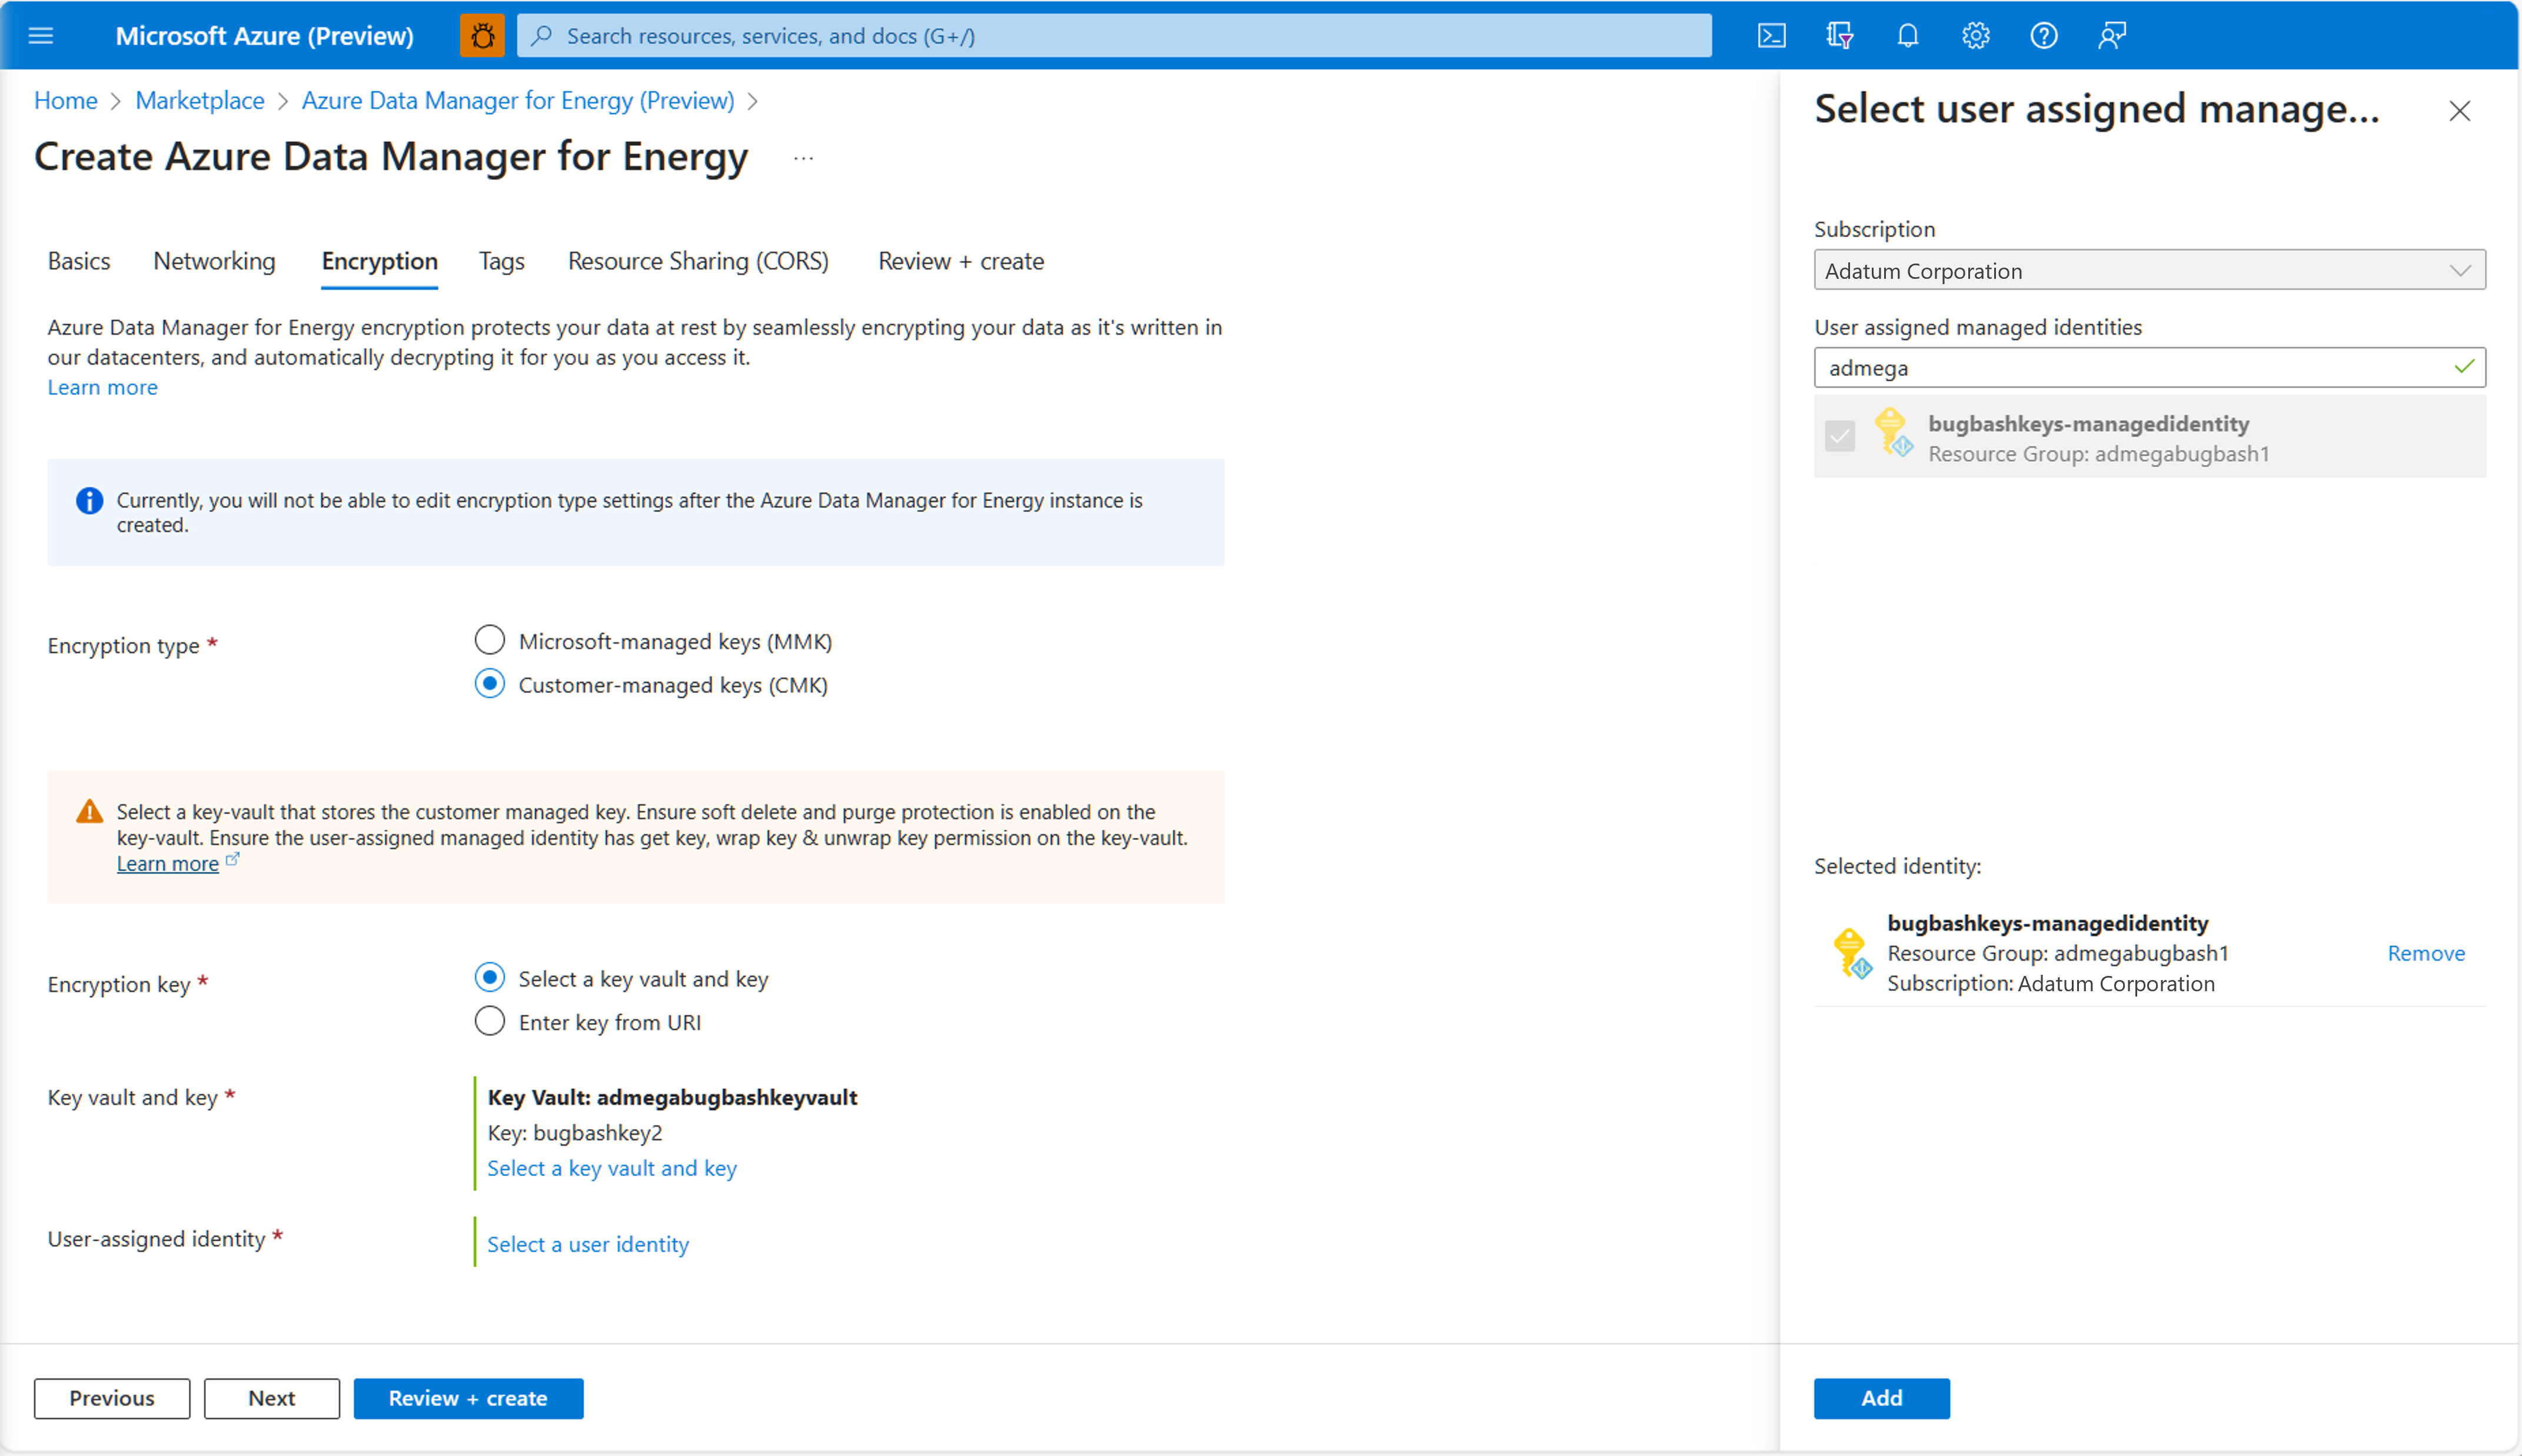 Microsoft Azure (Preview)
Search resources, services, and docs (G+/)
Home > Marketplace > Azure Data Manager for Energy (Preview) >
Create Azure Data Manager for Energy ...
Basics Networking Encryption Tags Resource Sharing (CORS) Review + create
Azure Data Manager for Energy encryption protects your data at rest by seamlessly encrypting your data as it's written in
our datacenters, and automatically decrypting it for you as you access it.
Learn more
Currently, you will not be able to edit encryption type settings after the Azure Data Manager for Energy instance is
created.
Encryption type *
Microsoft-managed keys (MMK)
Customer-managed keys (CMK)
Select a key-vault that stores the customer managed key. Ensure soft delete and purge protection is enabled on the
key-vault. Ensure the user-assigned managed identity has get key, wrap key & unwrap key permission on the key-vault.
Learn more
Encryption key *
Select a key vault and key
Enter key from URI
Key vault and key *
Key Vault: admegabugbashkeyvault
Key: bugbashkey2
Select a key vault and key
User-assigned identity *
Select a user identity
Previous
Next
Review + create
Select user assigned manage...
Subscription
Adatum Corporation
User assigned managed identities
admega
bugbashkeys-managedidentity
Resource Group: admegabugbash1
Selected identity:
bugbashkeys-managedidentity
Resource Group: admegabugbash1
Subscription: Adatum Corporation
Remove
Add